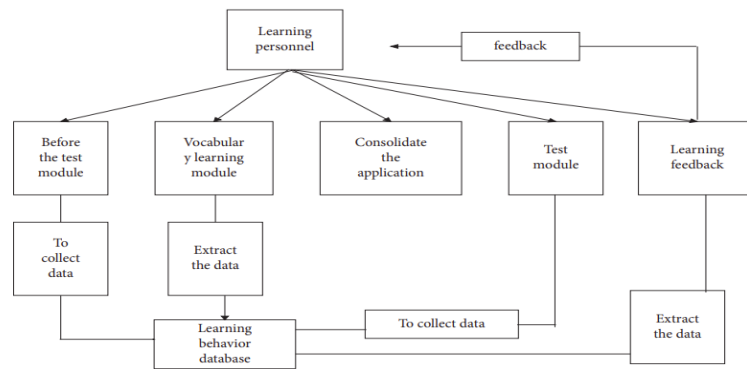 Learning
personnel
feedback
Before
the test
module
Vocabular
y learning
module
Consolidate
the
application
Test
module
Learning
feedback
To
collect
data
Extract
the data
Learning
behavior
database
To collect data
Extract
the data